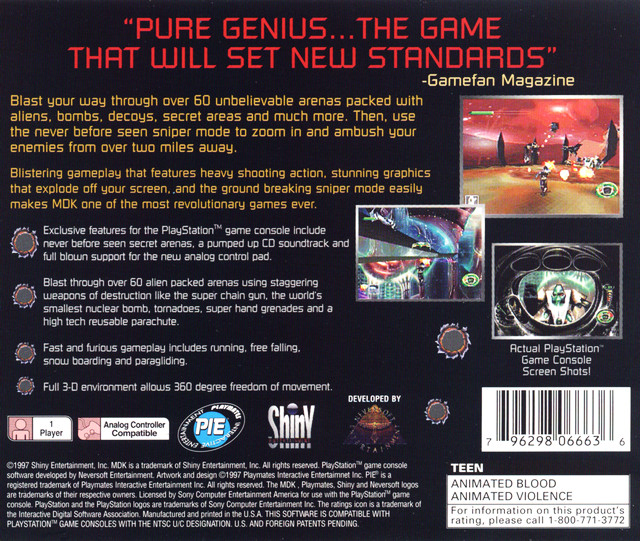 "PURE GENIUS...THE GAME
THAT WILL SET NEW STANDARDS"
-Gamefan Magazine
Blast your way through over 60 unbelievable arenas packed with
aliens, bombs, decoys, secret areas and much more. Then, use
the never before seen sniper mode to zoom in and ambush your
enemies from over two miles away.
Blistering gameplay that features heavy shooting action, stunning graphics
that explode off your screen,.and the ground breaking sniper mode easily
makes MDK one of the most revolutionary games ever.
Exclusive features for the PlayStation™ game console include
never before seen secret arenas, a pumped up CD soundtrack and
full blown support for the new analog control pad.
Blast through over 60 alien packed arenas using staggering
weapons of destruction like the super chain gun, the world's
smallest nuclear bomb, tornadoes, super hand grenades and a
high tech reusable parachute.
Fast and furious gameplay includes running, free falling,
snow boarding and paragliding.
Full 3-D environment allows 360 degree freedom of movement.
Actual PlayStation™
Game Console
Screen Shots!
1
Player
Analog Controller
Compatible
PLAYMATES
INTERACTIVE ENTERTAINMENT
PIE
ShinY
DEVELOPED BY
7 96298 06663 6
©1997 Shiny Entertainment, Inc. MDK is a trademark of Shiny Entertainment, Inc. All rights reserved. PlayStation™ game console
software developed by Neversoft Entertainment. Artwork and design ©1997 Playmates Interactive Entertainmet Inc. PIE® is a
registered trademark of Playmates Interactive Entertainment Inc. All rights reserved. The MDK , Playmates, Shiny and Neversoft logos
are trademarks of their respective owners. Licensed by Sony Computer Entertainment America for use with the PlayStation™ game
console. PlayStation and the PlayStation logos are trademarks of Sony Computer Entertainment Inc. The ratings icon is a trademark of
the Interactive Digital Software Association. Manufactured and printed in the U.S.A. THIS SOFTWARE IS COMPATIBLE WITH
PLAYSTATION™ GAME CONSOLES WITH THE NTSC U/C DESIGNATION. U.S. AND FOREIGN PATENTS PENDING.
TEEN
ANIMATED BLOOD
ANIMATED VIOLENCE
For information on this product's
rating, please call 1-800-771-3772